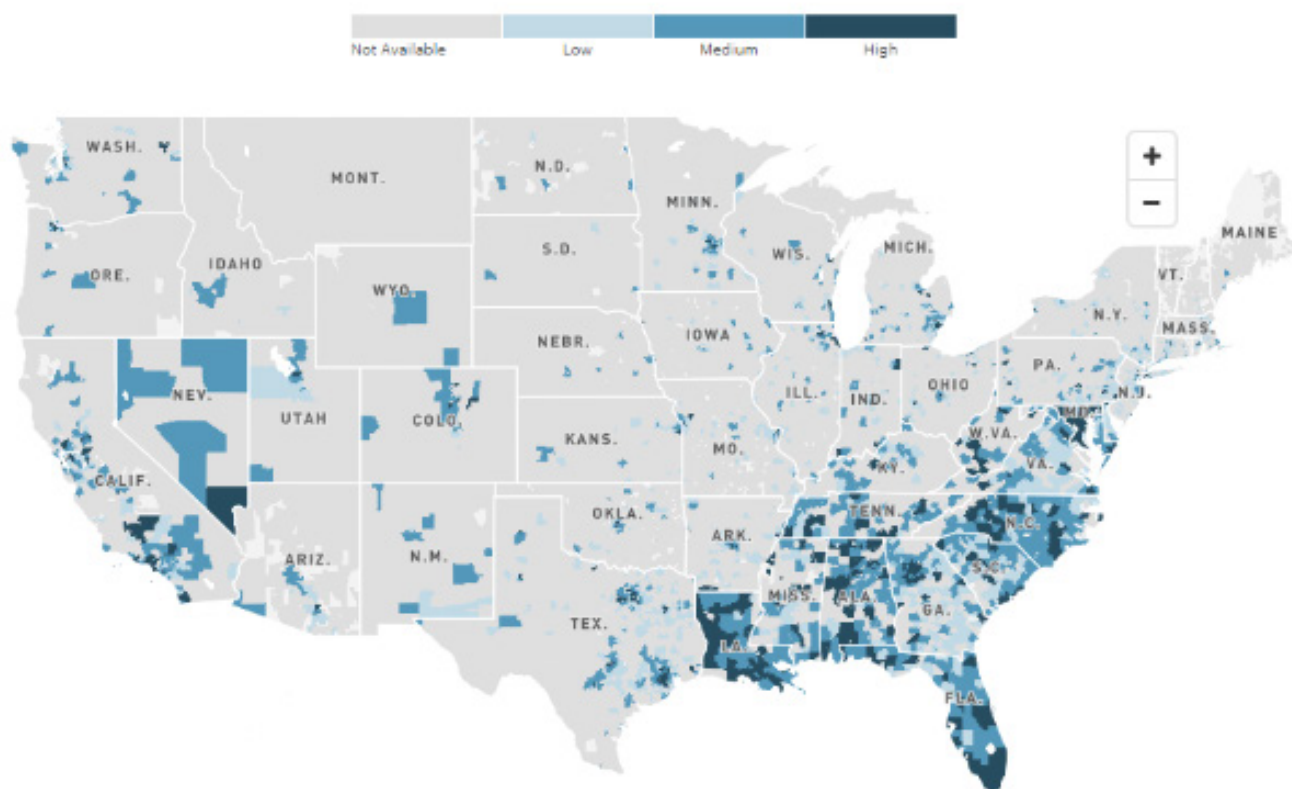 Not Available Low Medium High
WASH.
MONT.
N.D.
MINN.
+
−
MAINE
ORE.
IDAHO
S.D.
WIS.
MICH.
VT.
WYO.
N.Y.
MASS.
NEBR.
IOWA
PA.
N.J.
NEV.
UTAH
COLO.
ILL.
IND.
OHIO
MD.
KANS.
MO.
W.VA.
VA.
CALIF.
KY.
ARIZ.
N.M.
OKLA.
ARK.
TENN.
N.C.
S.C.
TEX.
MISS.
ALA.
GA.
LA.
FLA.